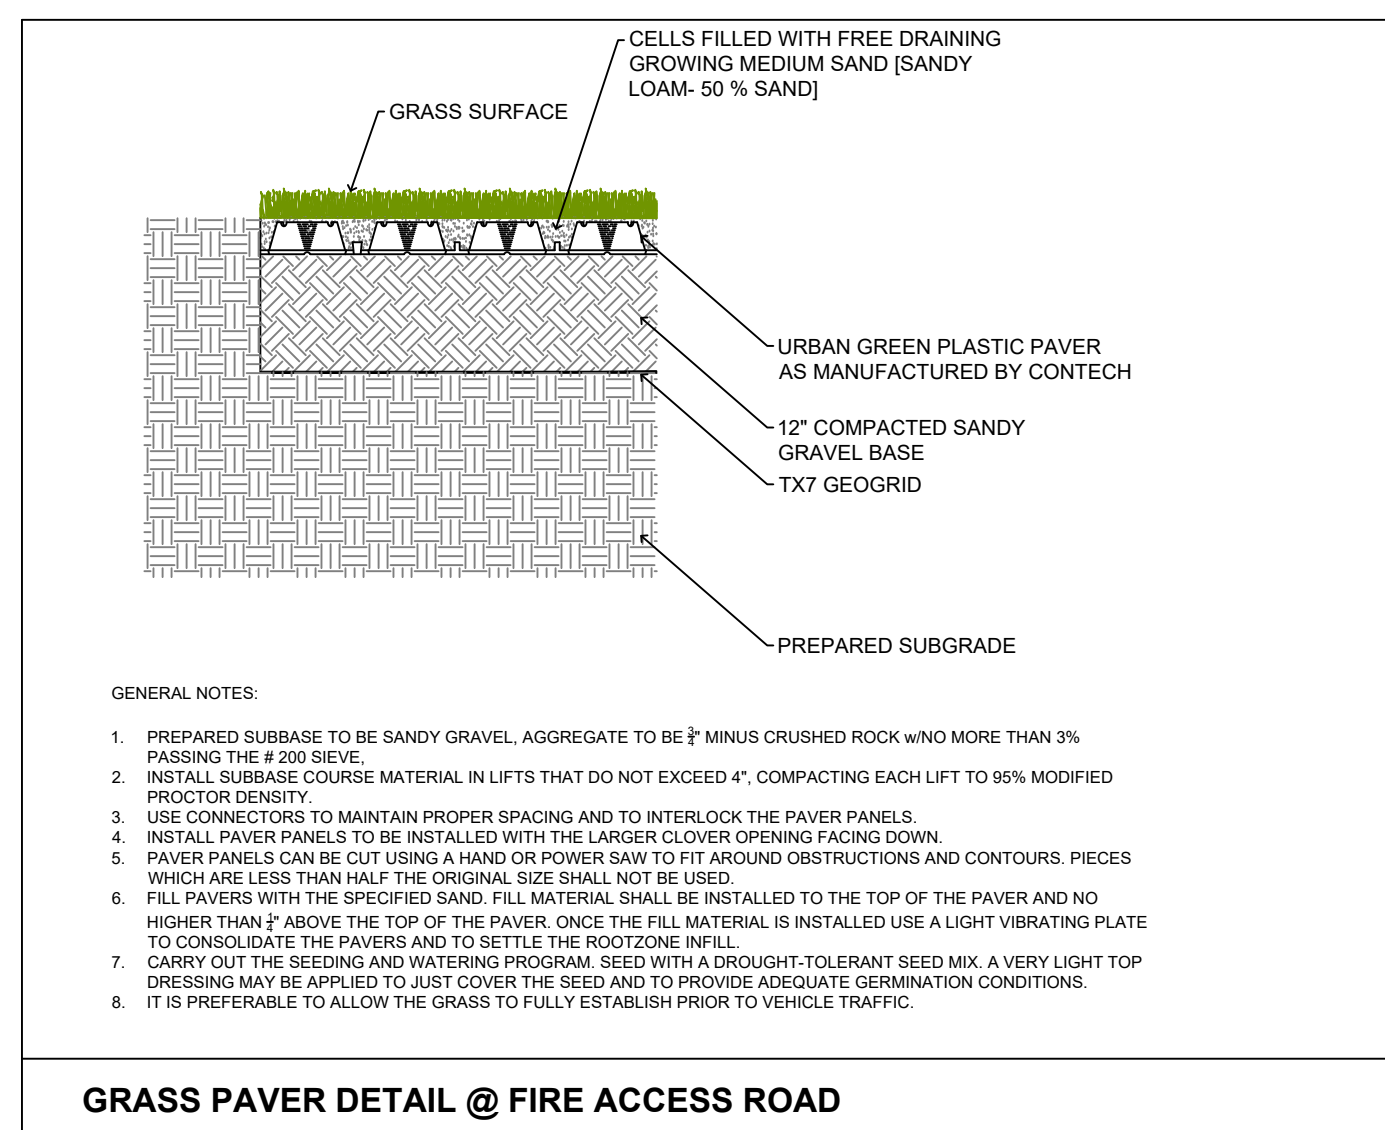 CELLS FILLED WITH FREE DRAINING
GROWING MEDIUM SAND [SANDY
LOAM- 50 % SAND]
GRASS SURFACE
URBAN GREEN PLASTIC PAVER
AS MANUFACTURED BY CONTECH
12" COMPACTED SANDY
GRAVEL BASE
TX7 GEOGRID
PREPARED SUBGRADE
GENERAL NOTES:
1. PREPARED SUBBASE TO BE SANDY GRAVEL, AGGREGATE TO BE 3/4" MINUS CRUSHED ROCK w/NO MORE THAN 3%
PASSING THE # 200 SIEVE,
2. INSTALL SUBBASE COURSE MATERIAL IN LIFTS THAT DO NOT EXCEED 4", COMPACTING EACH LIFT TO 95% MODIFIED
PROCTOR DENSITY.
3. USE CONNECTORS TO MAINTAIN PROPER SPACING AND TO INTERLOCK THE PAVER PANELS.
4. INSTALL PAVER PANELS TO BE INSTALLED WITH THE LARGER CLOVER OPENING FACING DOWN.
5. PAVER PANELS CAN BE CUT USING A HAND OR POWER SAW TO FIT AROUND OBSTRUCTIONS AND CONTOURS. PIECES
WHICH ARE LESS THAN HALF THE ORIGINAL SIZE SHALL NOT BE USED.
6. FILL PAVERS WITH THE SPECIFIED SAND. FILL MATERIAL SHALL BE INSTALLED TO THE TOP OF THE PAVER AND NO
HIGHER THAN 1/4" ABOVE THE TOP OF THE PAVER. ONCE THE FILL MATERIAL IS INSTALLED USE A LIGHT VIBRATING PLATE
TO CONSOLIDATE THE PAVERS AND TO SETTLE THE ROOTZONE INFILL.
7. CARRY OUT THE SEEDING AND WATERING PROGRAM. SEED WITH A DROUGHT-TOLERANT SEED MIX. A VERY LIGHT TOP
DRESSING MAY BE APPLIED TO JUST COVER THE SEED AND TO PROVIDE ADEQUATE GERMINATION CONDITIONS.
8. IT IS PREFERABLE TO ALLOW THE GRASS TO FULLY ESTABLISH PRIOR TO VEHICLE TRAFFIC.
GRASS PAVER DETAIL @ FIRE ACCESS ROAD